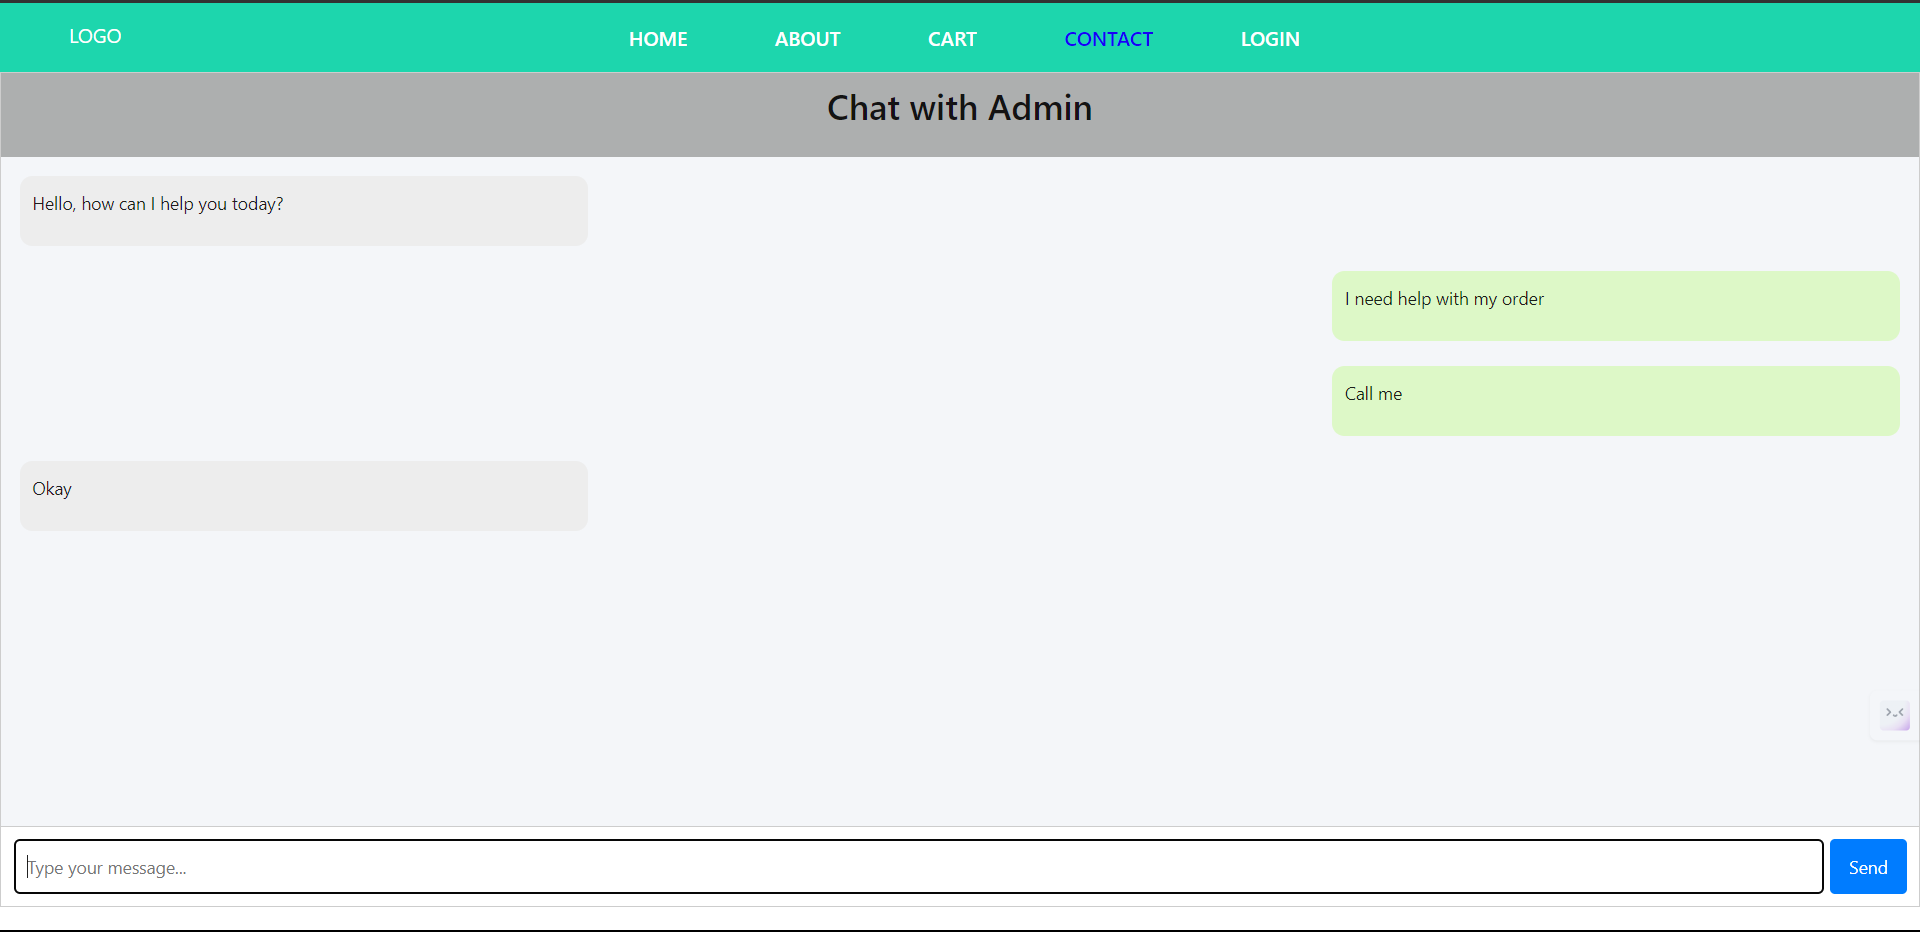 LOGO
HOME ABOUT CART CONTACT LOGIN
Chat with Admin
Hello, how can I help you today?
I need help with my order
Call me
Okay
Type your message...
Send